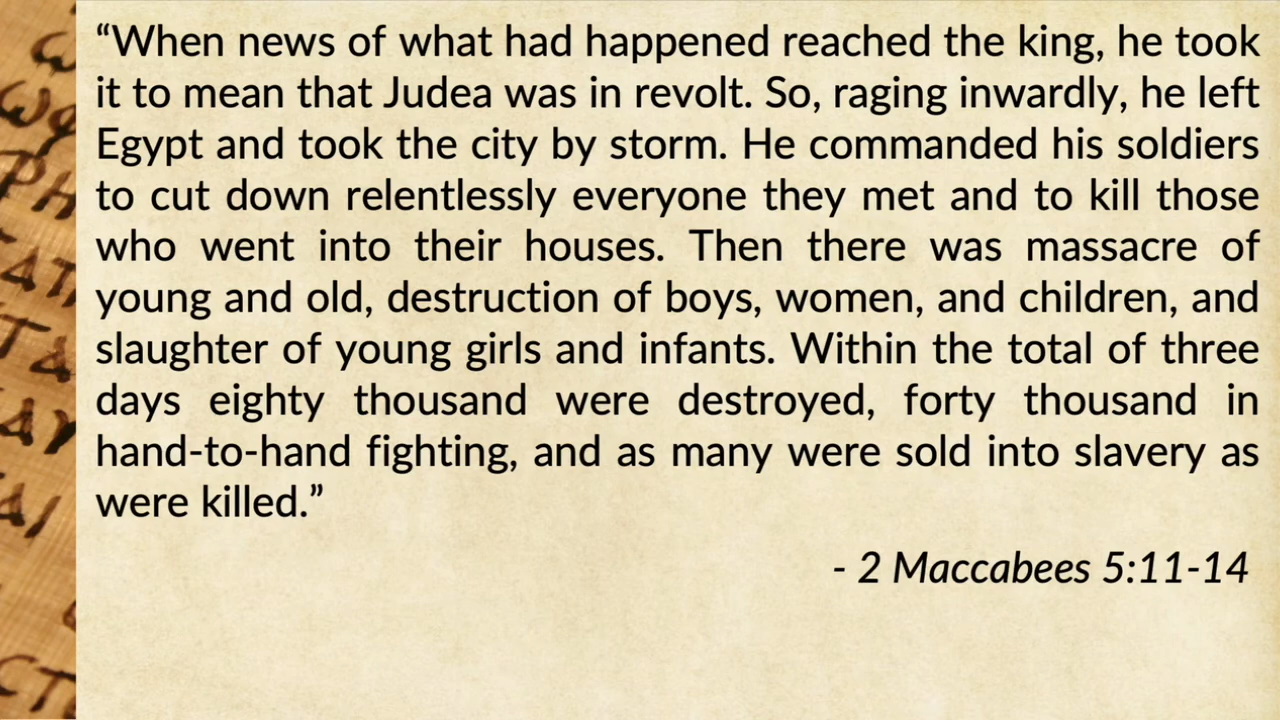 “When news of what had happened reached the king, he took
it to mean that Judea was in revolt. So, raging inwardly, he left
Egypt and took the city by storm. He commanded his soldiers
to cut down relentlessly everyone they met and to kill those
who went into their houses. Then there was massacre of
young and old, destruction of boys, women, and children, and
slaughter of young girls and infants. Within the total of three
days eighty thousand were destroyed, forty thousand in
hand-to-hand fighting, and as many were sold into slavery as
were killed.”
- 2 Maccabees 5:11-14